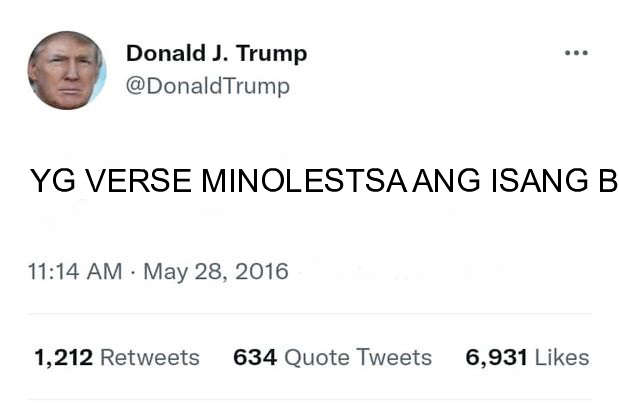 Donald J. Trump
@DonaldTrump
YG VERSE MINOLESTSA ANG ISANG B
11:14 AM · May 28, 2016
1,212 Retweets 634 Quote Tweets 6,931 Likes